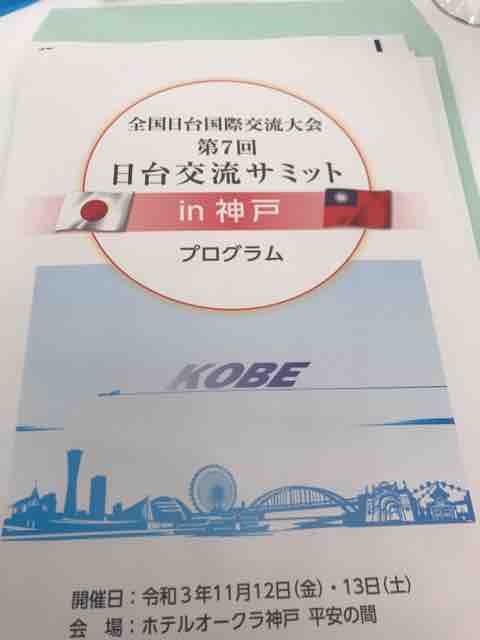 全国日台国際交流大会
第7回
日台交流サミット
in 神戸
プログラム
KOBE
開催日：令和3年11月12日(金)・13日(土)
会　場：ホテルオークラ神戸 平安の間